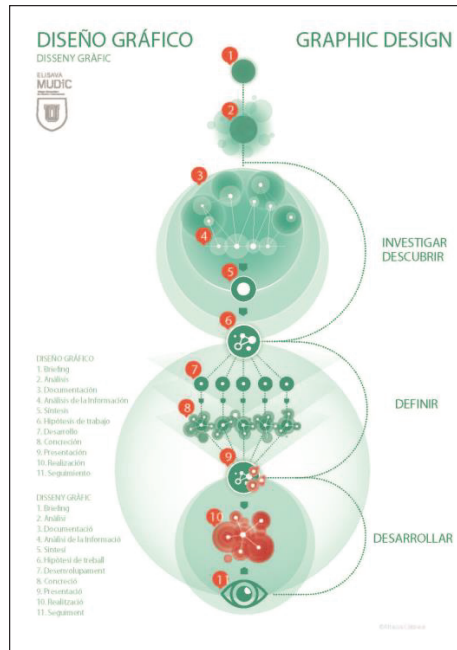 DISEÑO GRÁFICO
DISSENY GRÀFIC
GRAPHIC DESIGN
ELISAVA
MUDIC
1
2
3
4
5
6
7
8
9
10
11
INVESTIGAR
DESCUBRIR
DEFINIR
DESARROLLAR
DISEÑO GRÁFICO
1. Briefing
2. Análisis
3. Documentación
4. Análisis de la Información
5. Síntesis
6. Hipótesis de trabajo
7. Desarrollo
8. Concreción
9. Presentación
10. Realización
11. Seguimiento
DISSENY GRÀFIC
1. Briefing
2. Anàlisi
3. Documentació
4. Anàlisi de la Informació
5. Síntesi
6. Hipótesi de treball
7. Desenvolupament
8. Concreció
9. Presentació
10. Realització
11. Seguiment